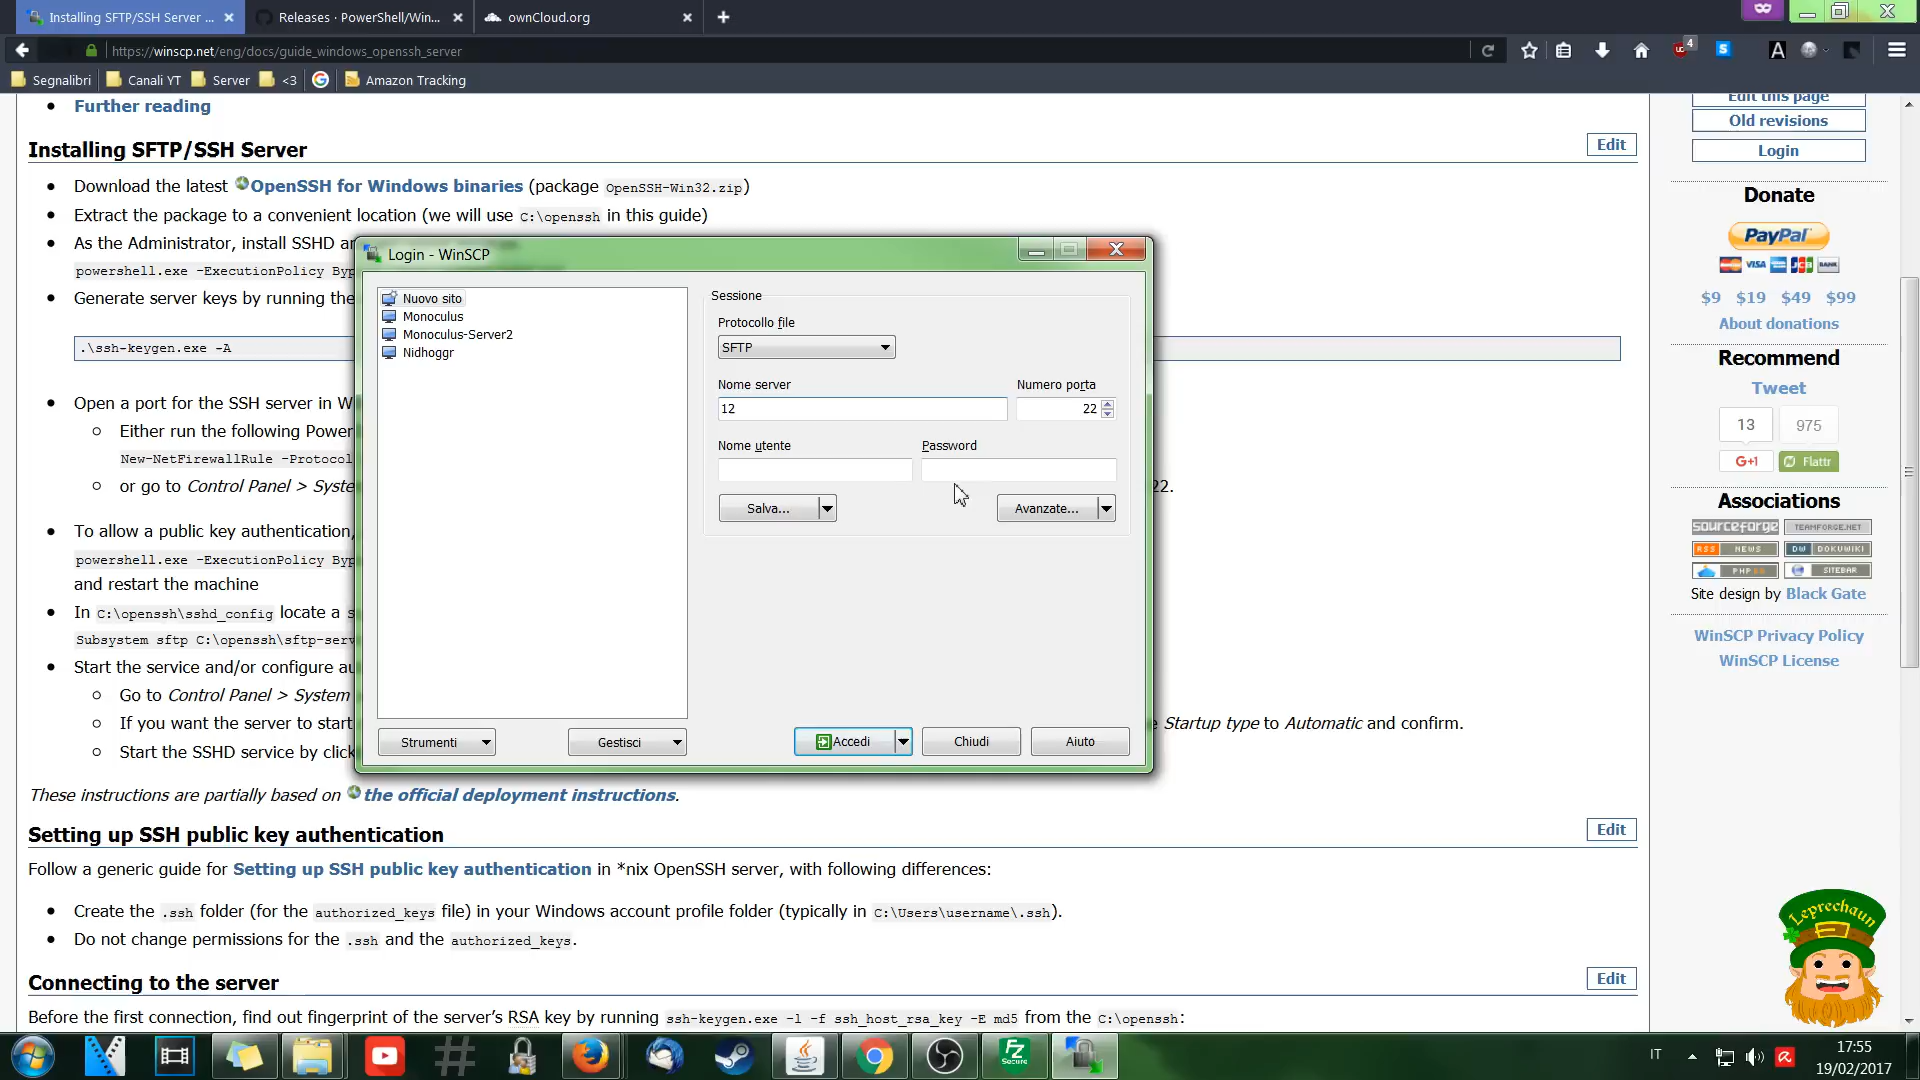 Installing SFTP/SSH Server ...
Releases · PowerShell/Win...
ownCloud.org
https://winscp.net/eng/docs/guide_windows_openssh_server
4
S
A
Segnalibri
Canali YT
Server
<3
G
Amazon Tracking
Further reading
Installing SFTP/SSH Server
Edit
Download the latest OpenSSH for Windows binaries (package OpenSSH-Win32.zip)
Extract the package to a convenient location (we will use C:\openssh in this guide)
As the Administrator, install SSHD
powershell.exe -ExecutionPolicy Byp
Generate server keys by running the
.\ssh-keygen.exe -A
Open a port for the SSH server in W
Either run the following Power
New-NetFirewallRule -Protocol
or go to Control Panel > Syste
22.
To allow a public key authentication,
powershell.exe -ExecutionPolicy Byp
and restart the machine
In C:\openssh\sshd_config locate a s
Subsystem sftp C:\openssh\sftp-serv
Start the service and/or configure au
Go to Control Panel > System
If you want the server to start
Startup type to Automatic and confirm.
Start the SSHD service by click
These instructions are partially based on the official deployment instructions.
Setting up SSH public key authentication
Edit
Follow a generic guide for Setting up SSH public key authentication in *nix OpenSSH server, with following differences:
Create the .ssh folder (for the authorized_keys file) in your Windows account profile folder (typically in C:\Users\username\.ssh).
Do not change permissions for the .ssh and the authorized_keys.
Connecting to the server
Edit
Before the first connection, find out fingerprint of the server's RSA key by running ssh-keygen.exe -l -f ssh_host_rsa_key -E md5 from the C:\openssh:
Login - WinSCP
Nuovo sito
Monoculus
Monoculus-Server2
Nidhoggr
Sessione
Protocollo file
SFTP
Nome server
Numero porta
12
22
Nome utente
Password
Salva...
Avanzate...
Strumenti
Gestisci
Accedi
Chiudi
Aiuto
Edit this page
Old revisions
Login
Donate
PayPal
VISA
BANK
$9 $19 $49 $99
About donations
Recommend
Tweet
13
975
G+1
Flattr
Associations
sourceforge
TEAMFORGE.NET
RSS NEWS
DW DOKUWIKI
SITEBAR
Site design by Black Gate
WinSCP Privacy Policy
WinSCP License
Leprechaun
FZ
Secure
IT
17:55
19/02/2017